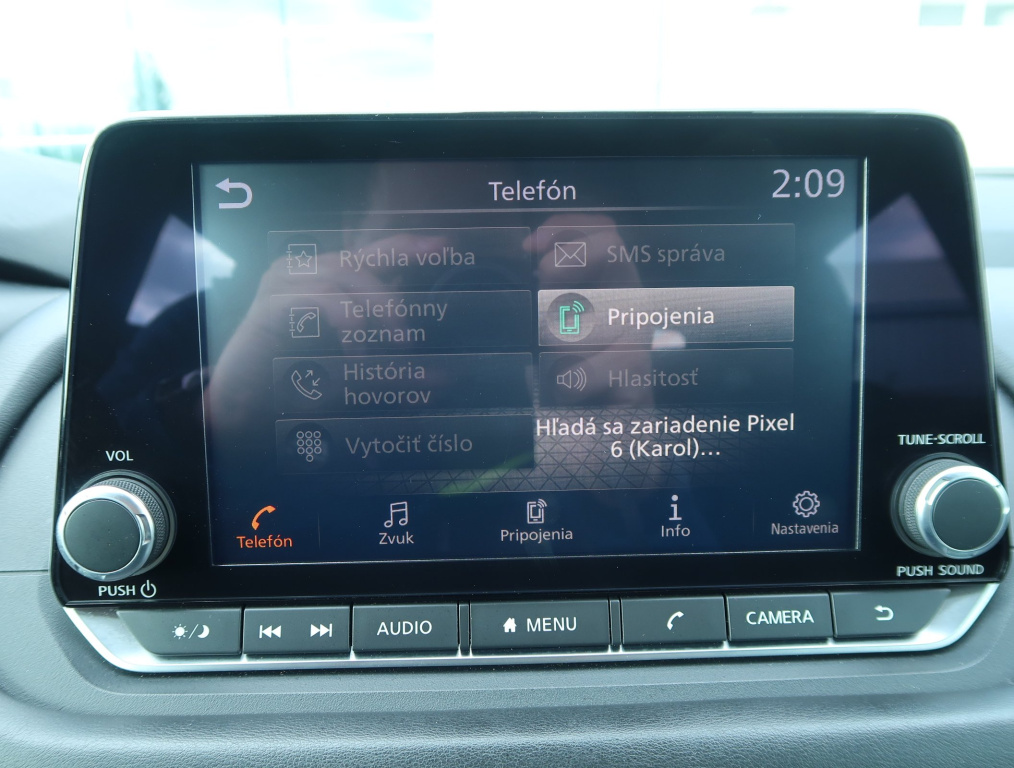 Telefón
2:09
Rýchla voľba
SMS správa
Telefónny
zoznam
Pripojenia
História
hovorov
Hlasitosť
Vytočiť číslo
Hľadá sa zariadenie Pixel
6 (Karol)...
VOL
TUNE·SCROLL
Telefón
Zvuk
Pripojenia
Info
Nastavenia
PUSH
PUSH SOUND
AUDIO
MENU
CAMERA